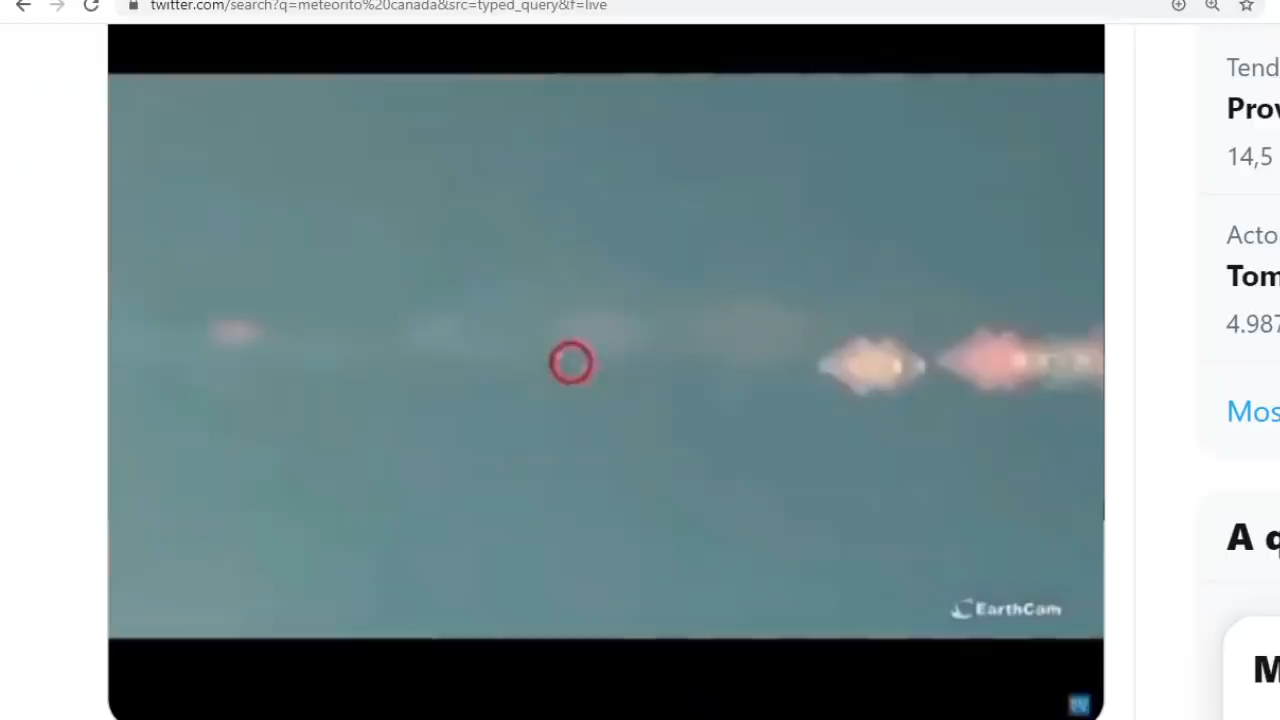 twitter.com/search?q=meteorito%20canada&src=typed_query&f=live
Tend
Prov
14,5
Acto
Tom
4.987
Mos
A q
M
EarthCam